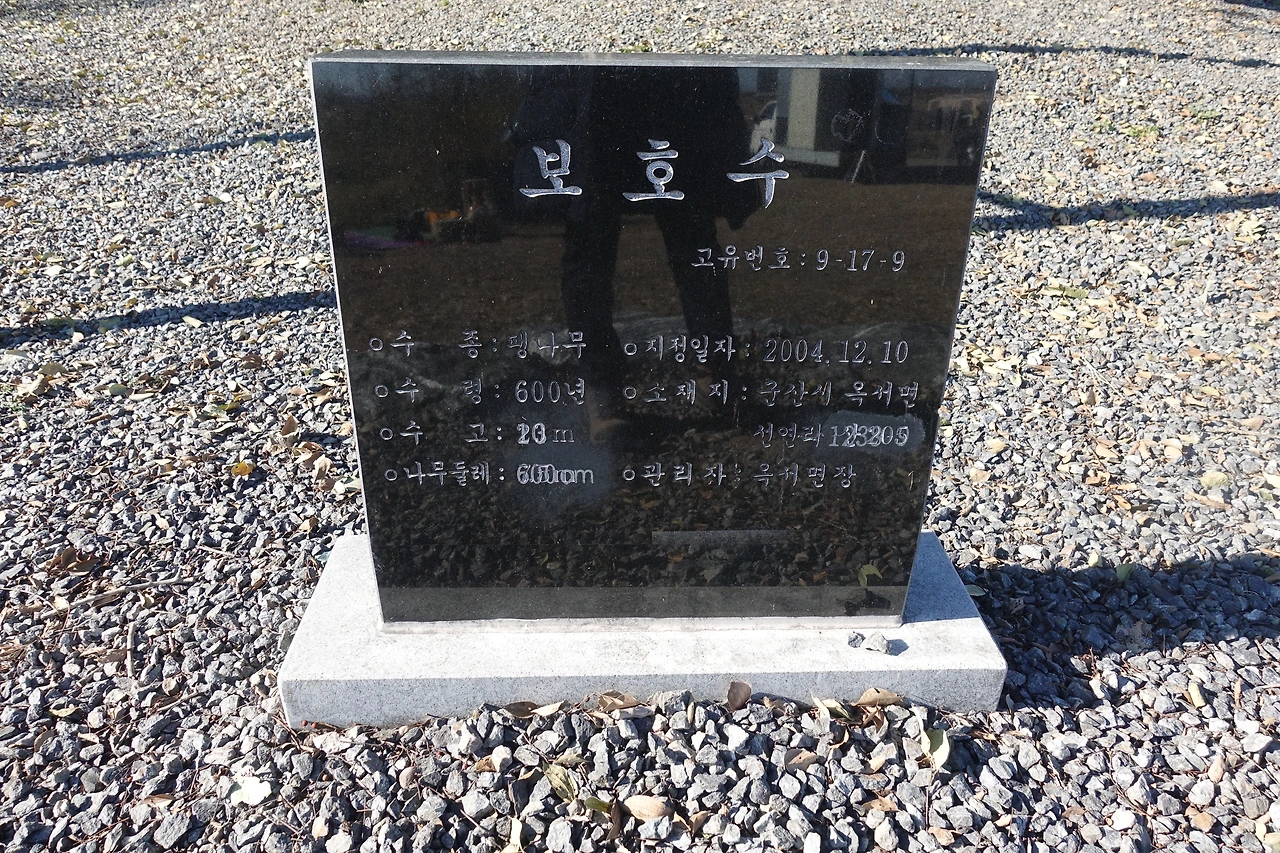 보호수
고유번호 : 9-17-9
○수 종 : 팽나무 ○지정일자 : 2004. 12. 10
○수 령 : 600년 ○소재지 : 군산시 옥서면
○수 고 : m 선연리
○나무둘레 : ○관리자 : 옥서면장